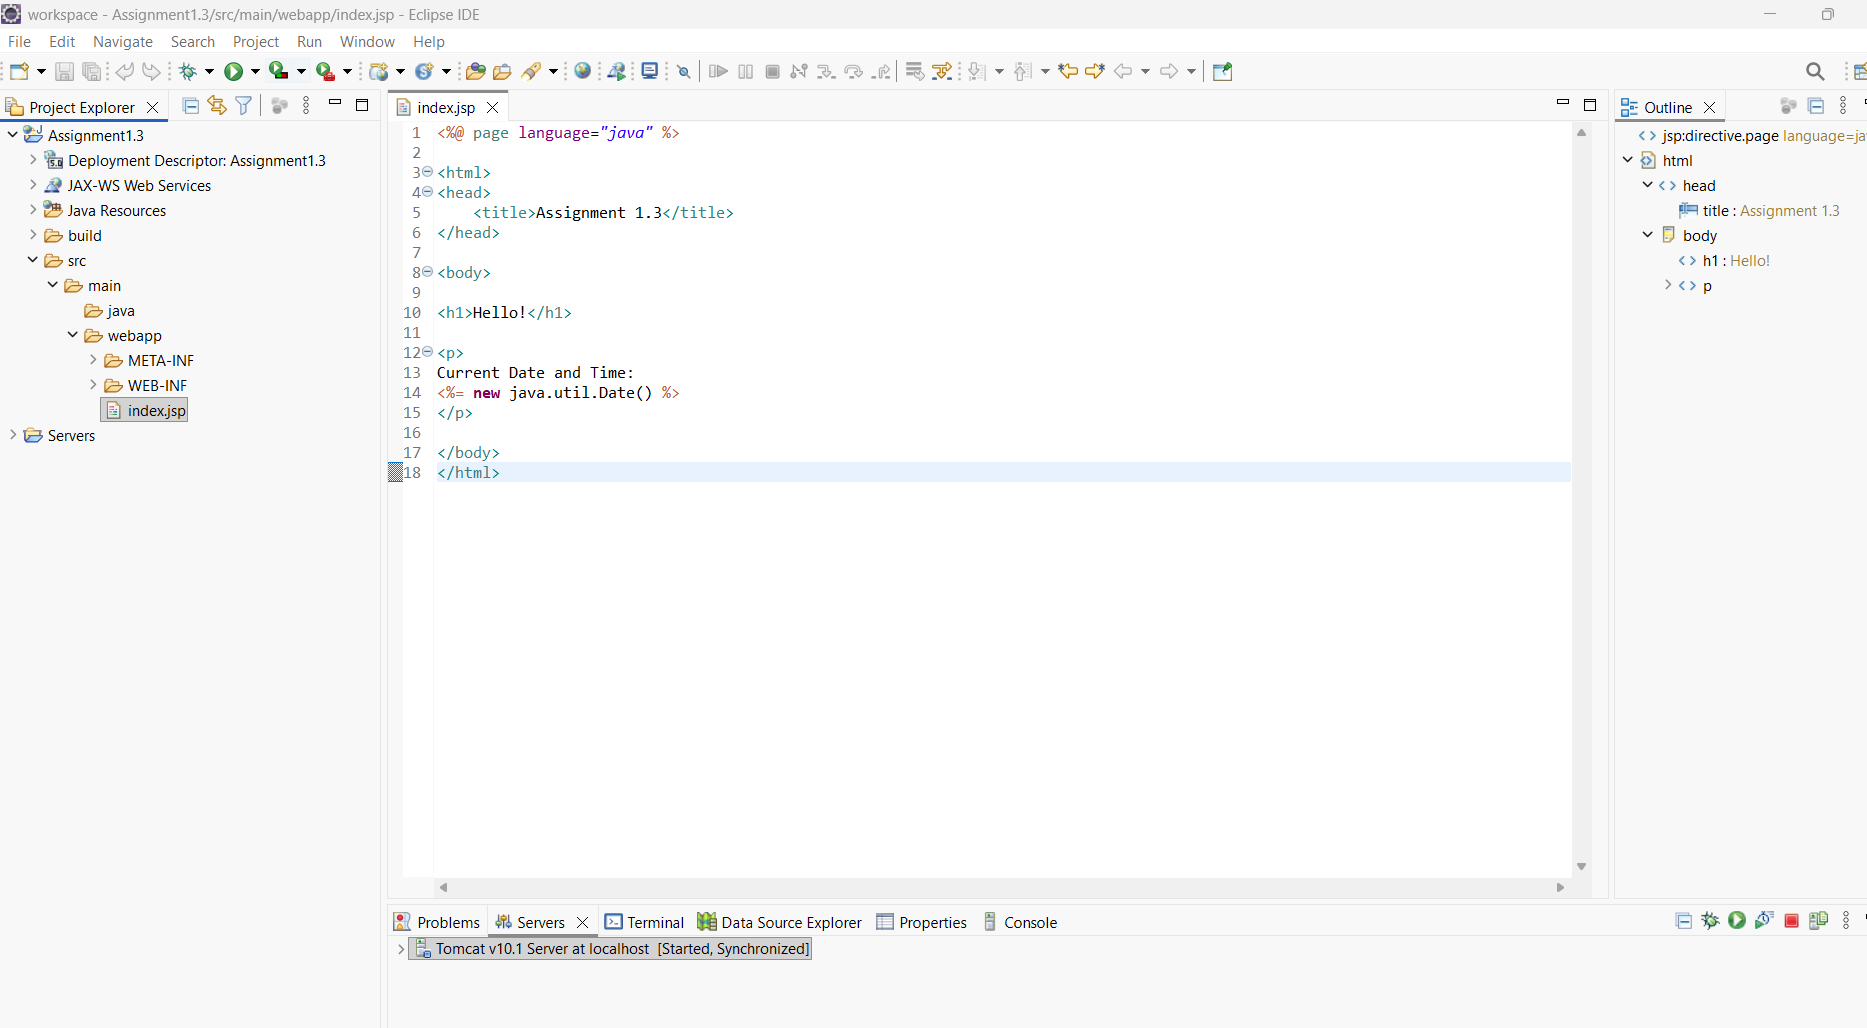 workspace - Assignment1.3/src/main/webapp/index.jsp - Eclipse IDE
File Edit Navigate Search Project Run Window Help
Project Explorer
Assignment1.3
5.0 Deployment Descriptor: Assignment1.3
JAX-WS Web Services
Java Resources
build
src
main
java
webapp
META-INF
WEB-INF
index.jsp
Servers
index.jsp
1 <%@ page language="java" %>
2
3 <html>
4 <head>
5 <title>Assignment 1.3</title>
6 </head>
7
8 <body>
9
10 <h1>Hello!</h1>
11
12 <p>
13 Current Date and Time:
14 <%= new java.util.Date() %>
15 </p>
16
17 </body>
18 </html>
Outline
jsp:directive.page language=ja
html
head
title : Assignment 1.3
body
h1 : Hello!
p
Problems Servers Terminal Data Source Explorer Properties Console
Tomcat v10.1 Server at localhost [Started, Synchronized]